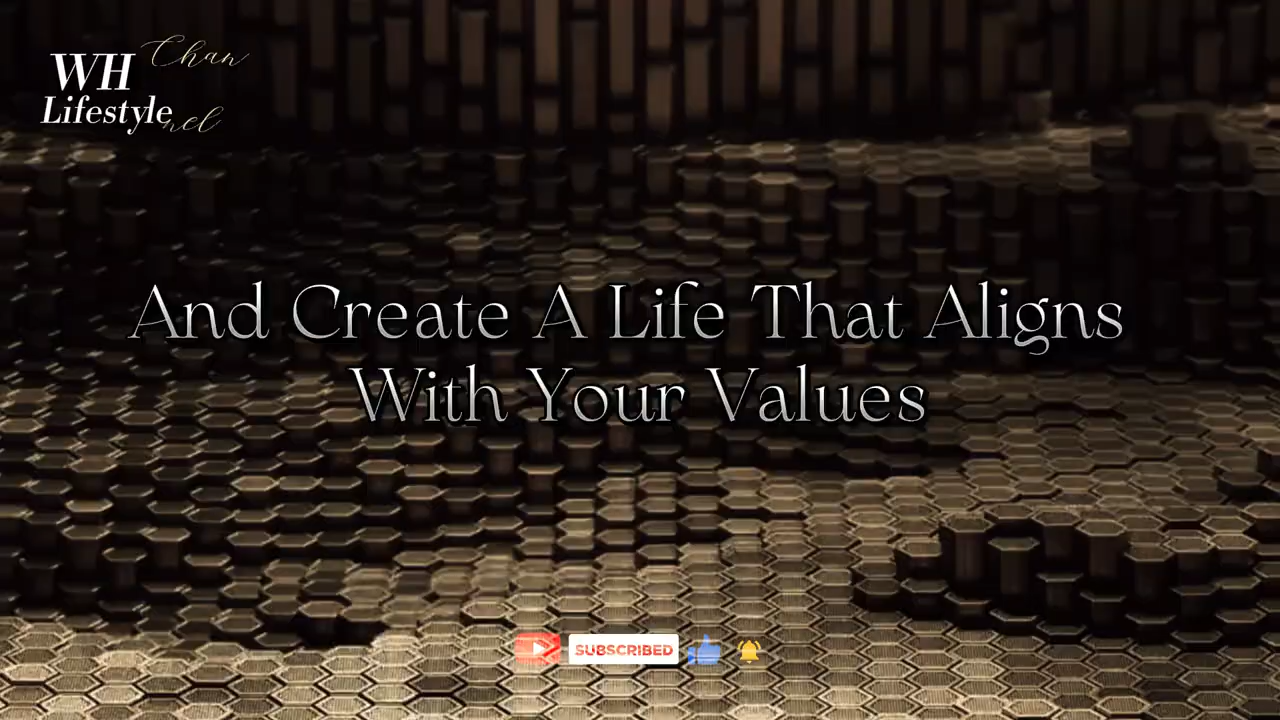 WH Chan
Lifestyle nel
And Create A Life That Aligns
With Your Values
SUBSCRIBED